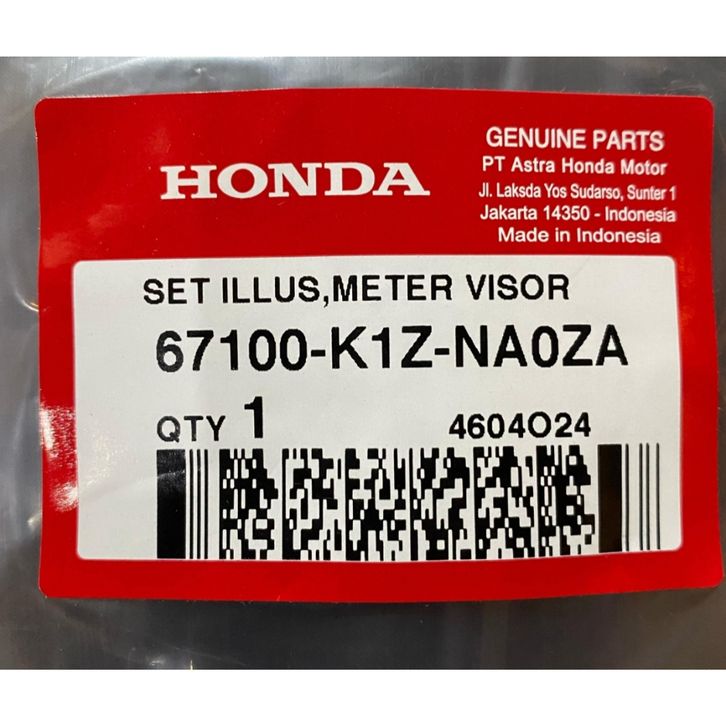 HONDA
GENUINE PARTS
PT Astra Honda Motor
Jl. Laksda Yos Sudarso, Sunter 1
Jakarta 14350 - Indonesia
Made in Indonesia
SET ILLUS,METER VISOR
67100-K1Z-NA0ZA
QTY 1 4604O24